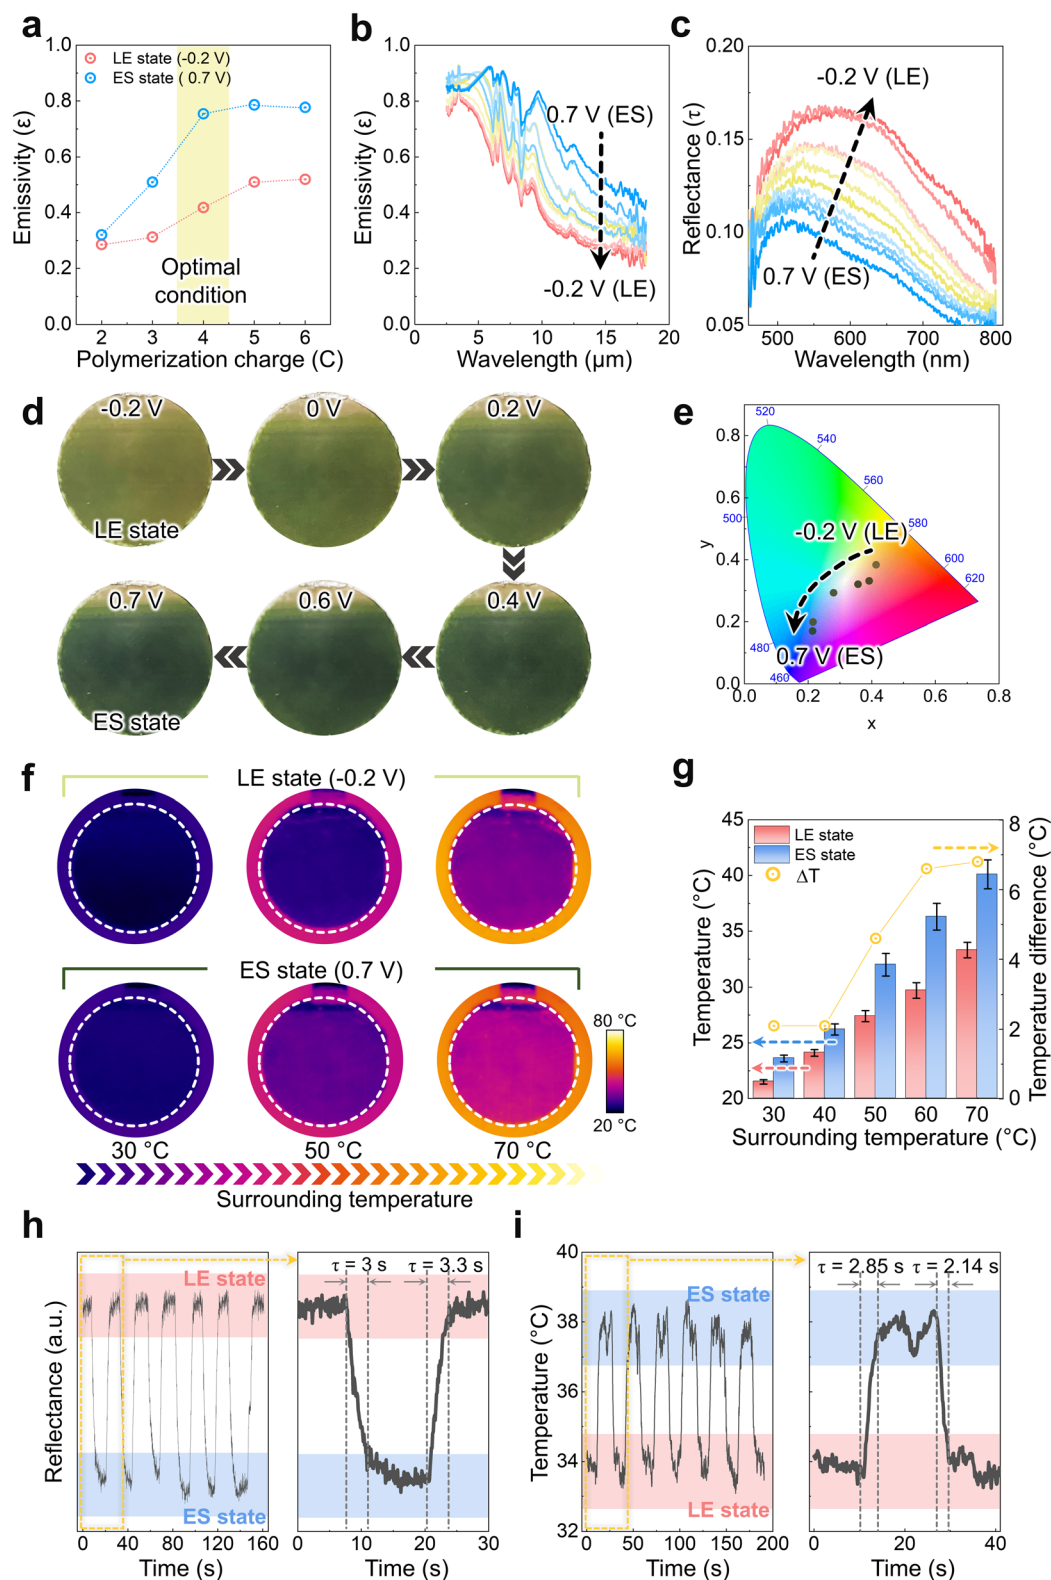 a
1.0
0.8
0.6
0.4
0.2
0.0
Emissivity (ε)
LE state (-0.2 V)
ES state ( 0.7 V)
Optimal
condition
2
3
4
5
6
Polymerization charge (C)
b
1.0
0.8
0.6
0.4
0.2
0.0
Emissivity (ε)
0.7 V (ES)
-0.2 V (LE)
0
5
10
15
20
Wavelength (μm)
c
0.20
0.15
0.10
0.05
Reflectance (τ)
-0.2 V (LE)
0.7 V (ES)
500
600
700
800
Wavelength (nm)
d
-0.2 V
LE state
0 V
0.2 V
0.7 V
ES state
0.6 V
0.4 V
e
0.8
0.6
0.4
0.2
0.0
y
520
540
560
580
600
620
500
480
460
-0.2 V (LE)
0.7 V (ES)
0.0
0.2
0.4
0.6
0.8
x
f
LE state (-0.2 V)
ES state (0.7 V)
80 °C
20 °C
30 °C
50 °C
70 °C
Surrounding temperature
g
45
40
35
30
25
20
Temperature (°C)
LE state
ES state
ΔT
8
6
4
2
0
Temperature difference (°C)
30
40
50
60
70
Surrounding temperature (°C)
h
Reflectance (a.u.)
LE state
ES state
0
40
80
120
160
Time (s)
τ = 3 s
τ = 3.3 s
0
10
20
30
Time (s)
i
40
38
36
34
32
Temperature (°C)
ES state
LE state
0
50
100
150
200
Time (s)
τ = 2.85 s
τ = 2.14 s
0
20
40
Time (s)